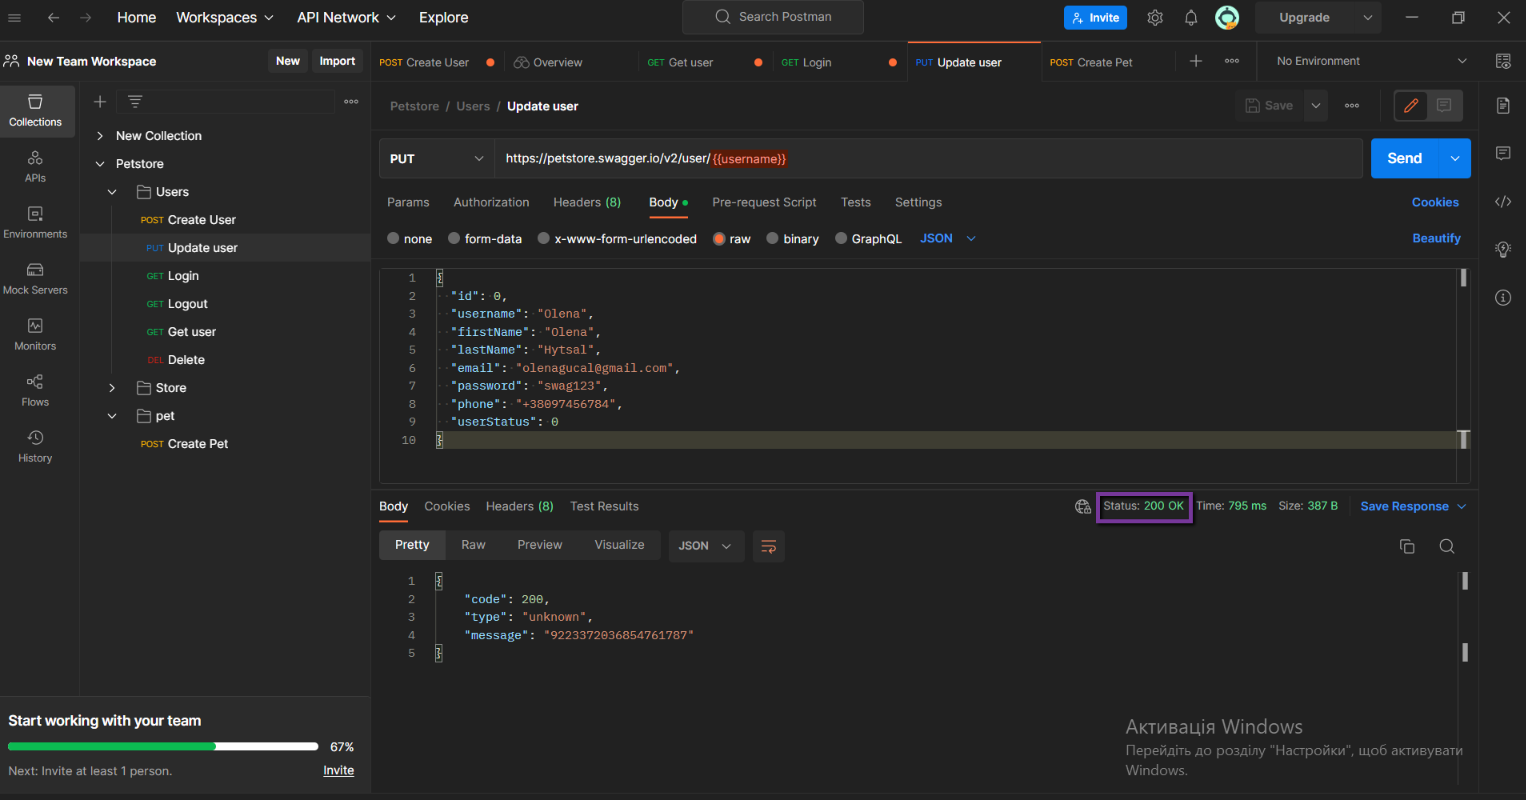 Home Workspaces API Network Explore Search Postman Invite Upgrade
New Team Workspace New Import POST Create User Overview GET Get user GET Login PUT Update user POST Create Pet No Environment
Collections
APIs
Environments
Mock Servers
Monitors
Flows
History
New Collection
Petstore
Users
POST Create User
PUT Update user
GET Login
GET Logout
GET Get user
DEL Delete
Store
pet
POST Create Pet
Start working with your team
67%
Next: Invite at least 1 person. Invite
Petstore / Users / Update user Save
PUT https://petstore.swagger.io/v2/user/{{username}} Send
Params Authorization Headers (8) Body Pre-request Script Tests Settings Cookies
none form-data x-www-form-urlencoded raw binary GraphQL JSON Beautify
1 {
2 "id": 0,
3 "username": "Olena",
4 "firstName": "Olena",
5 "lastName": "Hytsal",
6 "email": "olenagucal@gmail.com",
7 "password": "swag123",
8 "phone": "+38097456784",
9 "userStatus": 0
10 }
Body Cookies Headers (8) Test Results Status: 200 OK Time: 795 ms Size: 387 B Save Response
Pretty Raw Preview Visualize JSON
1 {
2 "code": 200,
3 "type": "unknown",
4 "message": "9223372036854761787"
5 }
Активація Windows
Перейдіть до розділу "Настройки", щоб активувати
Windows.